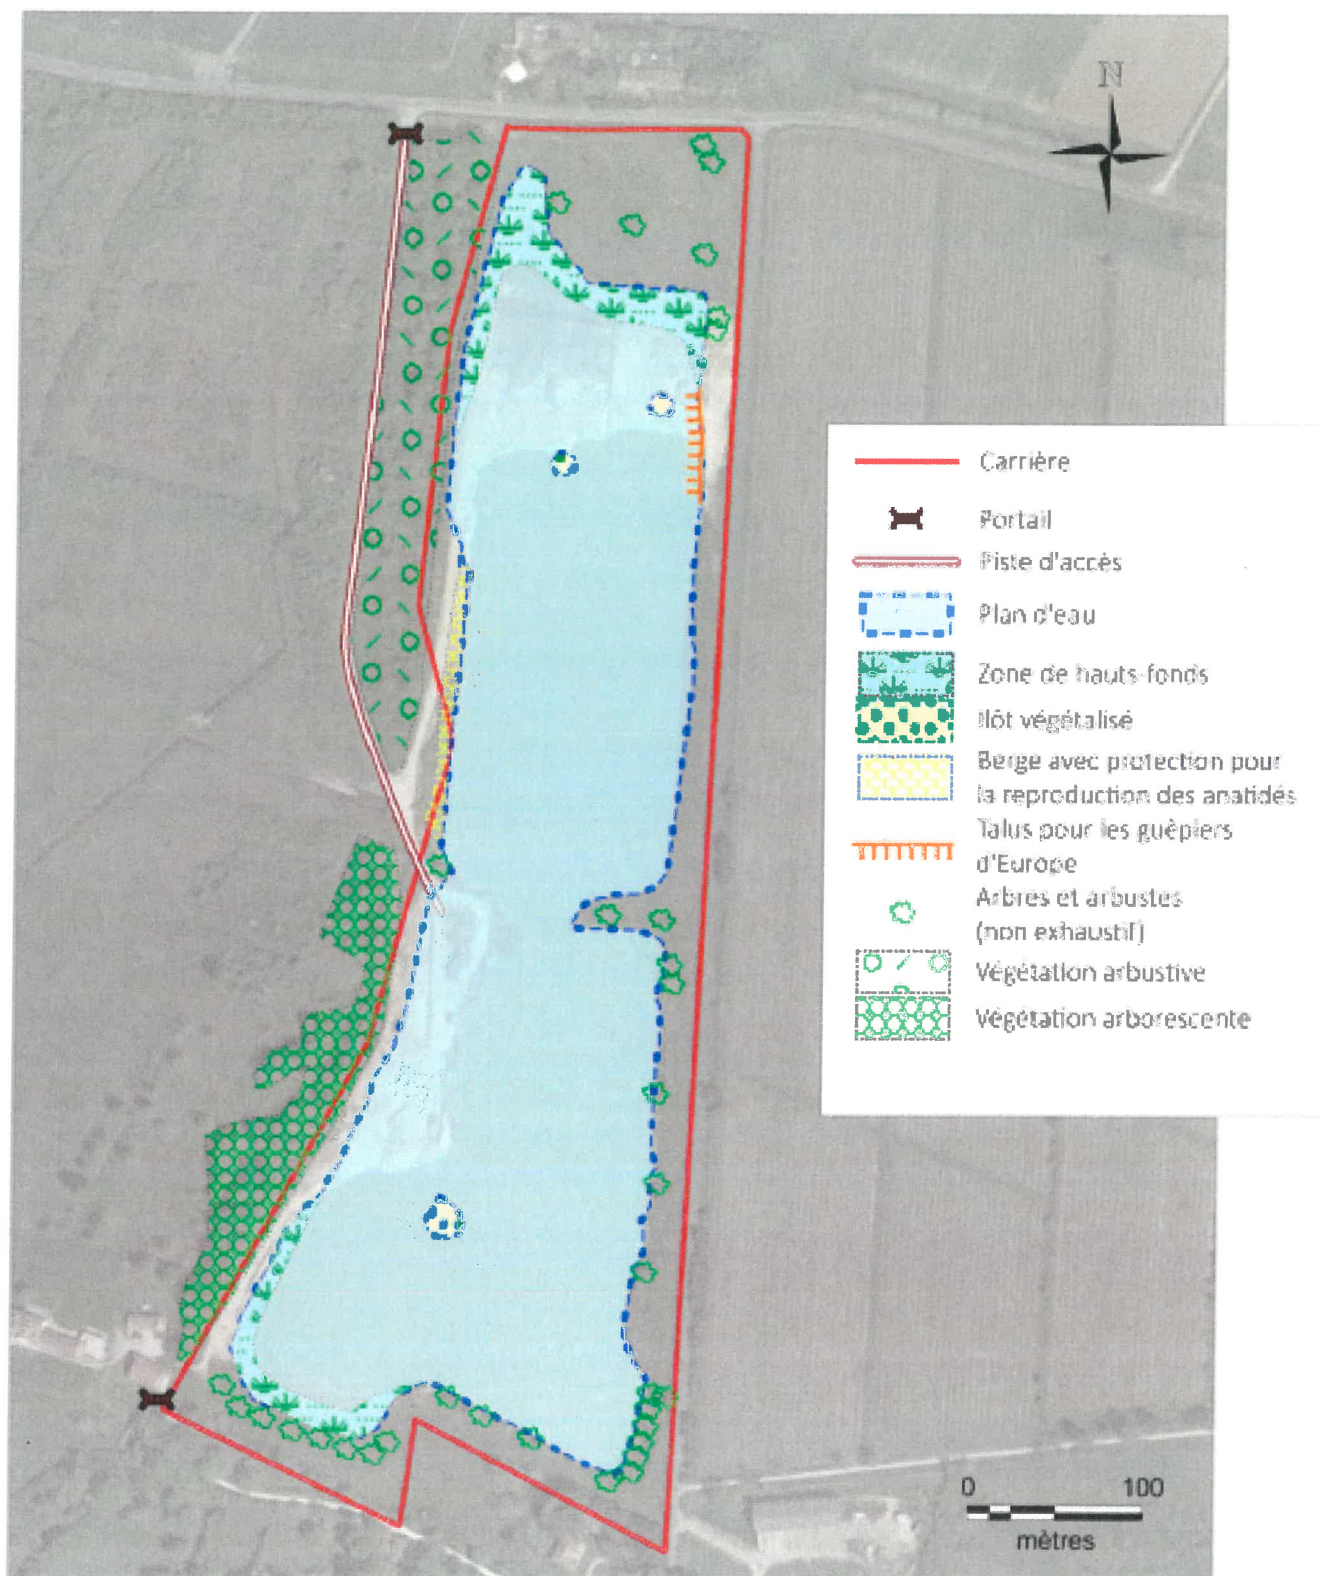 N
Carrière
Portail
Piste d'accès
Plan d'eau
Zone de hauts-fonds
Ilôt végétalisé
Berge avec protection pour
la reproduction des anatidés
Talus pour les guêpiers
d'Europe
Arbres et arbustes
(non exhaustif)
Végétation arbustive
Végétation arborescente
0 100
mètres